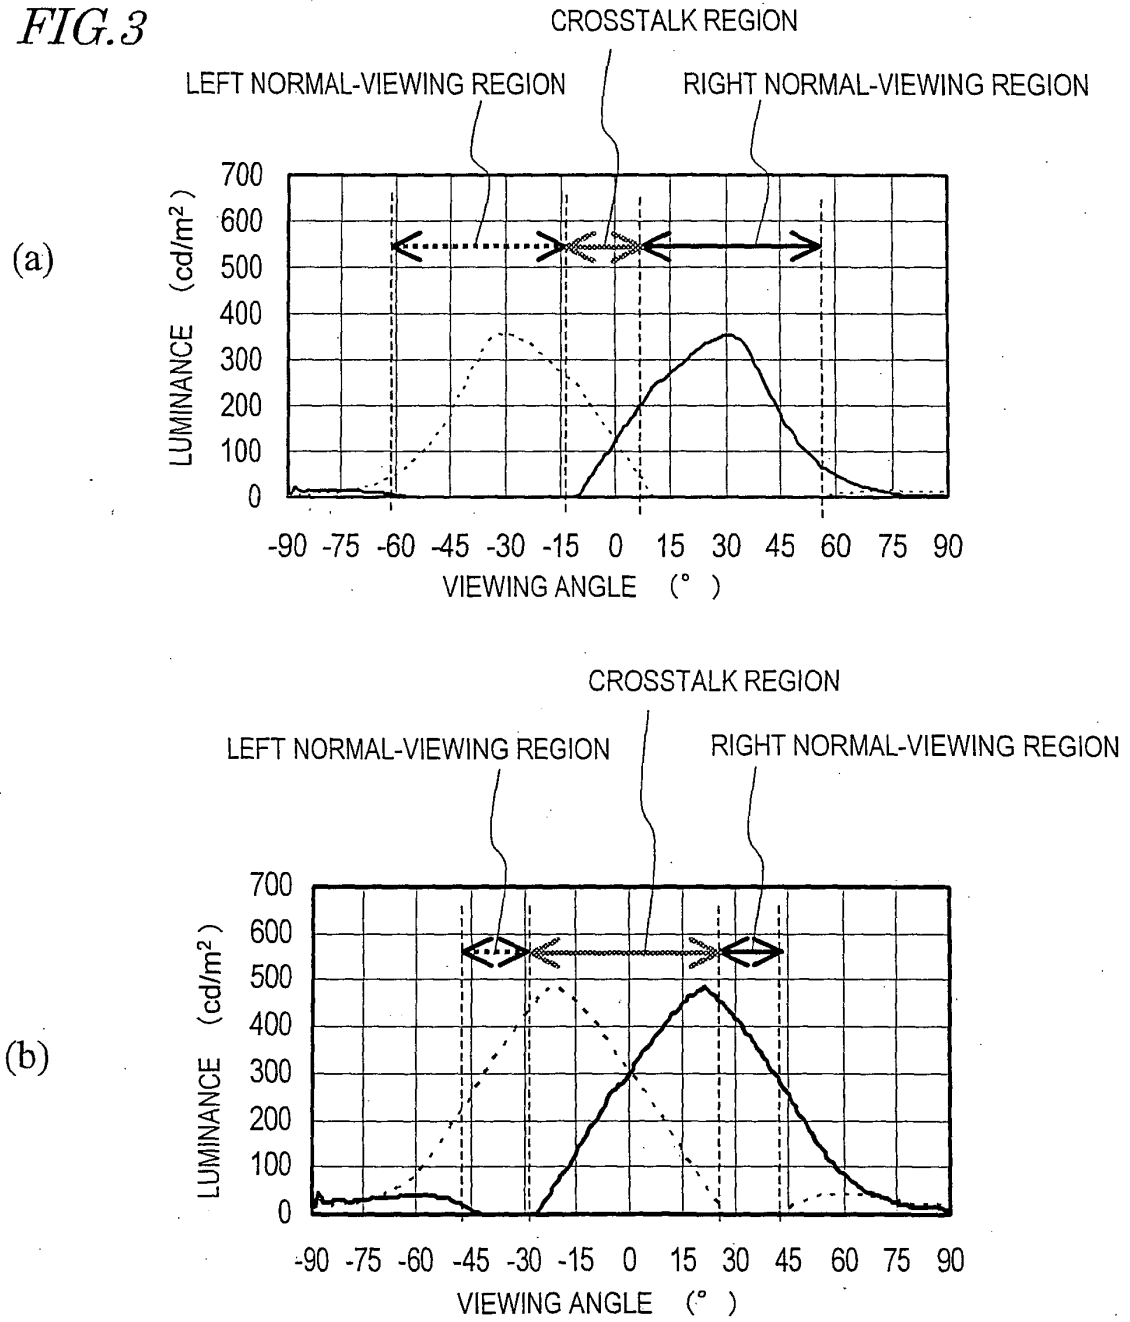 FIG.3
CROSSTALK REGION
LEFT NORMAL-VIEWING REGION
RIGHT NORMAL-VIEWING REGION
(a)
LUMINANCE (cd/m²)
700
600
500
400
300
200
100
0
-90 -75 -60 -45 -30 -15 0 15 30 45 60 75 90
VIEWING ANGLE (°)
CROSSTALK REGION
LEFT NORMAL-VIEWING REGION
RIGHT NORMAL-VIEWING REGION
(b)
LUMINANCE (cd/m²)
700
600
500
400
300
200
100
0
-90 -75 -60 -45 -30 -15 0 15 30 45 60 75 90
VIEWING ANGLE (°)